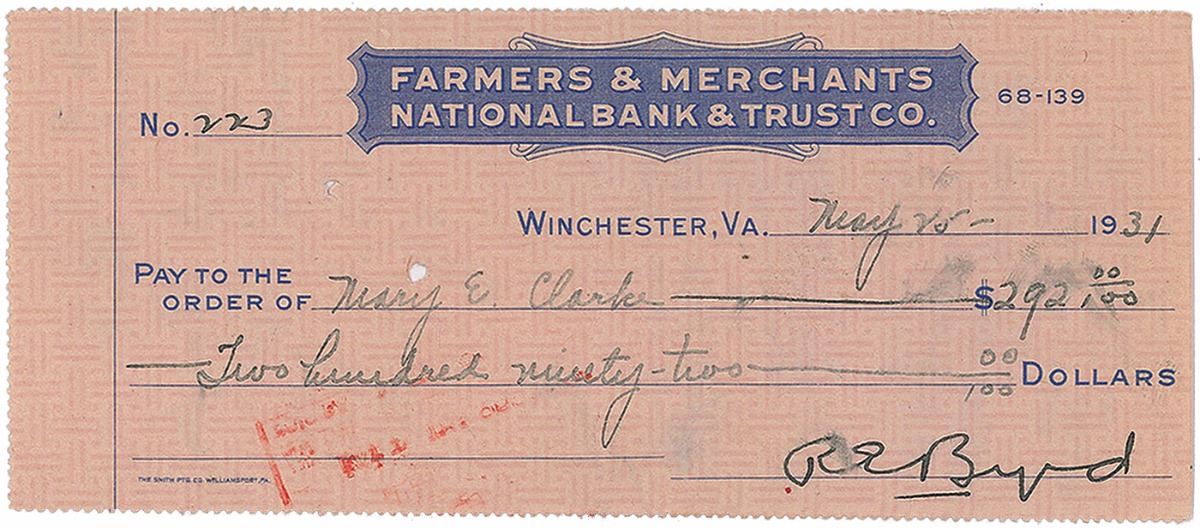 FARMERS & MERCHANTS
NATIONAL BANK & TRUST CO.
68-139
No. 223
WINCHESTER, VA. May 25- 1931
PAY TO THE
ORDER OF Mary E. Clarke $292 00/100
Two hundred ninety-two 00/100 DOLLARS
R E Byrd
THE SMITH PTG. CO. WILLIAMSPORT, PA.